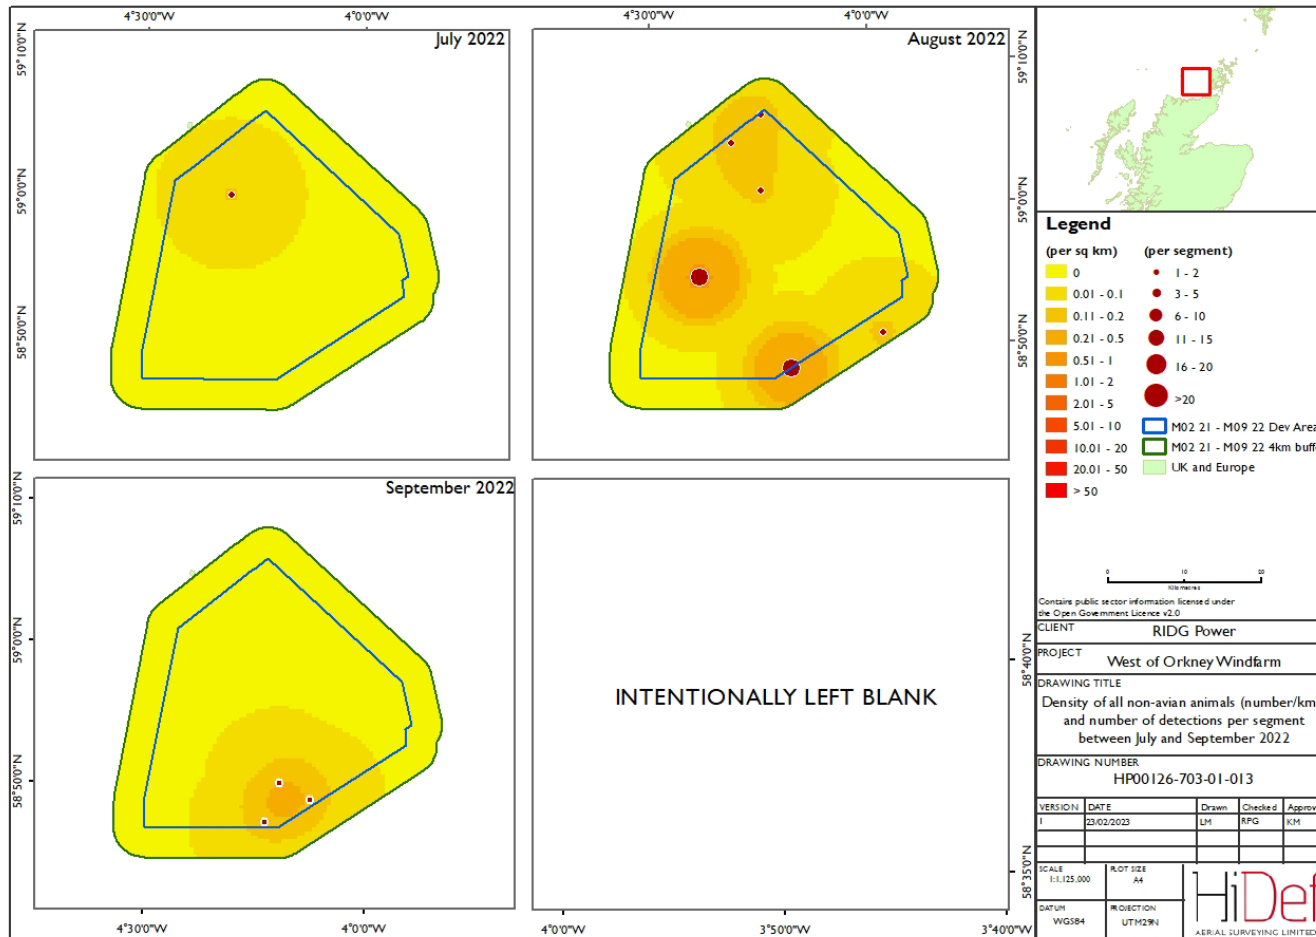 4°30'0"W
4°0'0"W
4°30'0"W
4°0'0"W
July 2022
August 2022
59°10'0"N
59°0'0"N
58°50'0"N
59°10'0"N
59°0'0"N
58°50'0"N
September 2022
59°10'0"N
59°0'0"N
58°50'0"N
INTENTIONALLY LEFT BLANK
58°40'0"N
58°35'0"N
4°30'0"W
4°0'0"W
4°0'0"W
3°50'0"W
3°40'0"W
Legend
(per sq km)
(per segment)
0
0.01 - 0.1
0.11 - 0.2
0.21 - 0.5
0.51 - 1
1.01 - 2
2.01 - 5
5.01 - 10
10.01 - 20
20.01 - 50
> 50
1 - 2
3 - 5
6 - 10
11 - 15
16 - 20
>20
M02 21 - M09 22 Dev Area
M02 21 - M09 22 4km buff
UK and Europe
0 10 20
Kilometres
Contains public sector information licensed under
the Open Government Licence v2.0
CLIENT
RIDG Power
PROJECT
West of Orkney Windfarm
DRAWING TITLE
Density of all non-avian animals (number/km
and number of detections per segment
between July and September 2022
DRAWING NUMBER
HP00126-703-01-013
VERSION DATE Drawn Checked Approv
1 23/02/2023 LM RPG KM
SCALE
1:1,125,000
PLOT SIZE
A4
DATUM
WGS84
PROJECTION
UTM29N
HiDef
AERIAL SURVEYING LIMITED